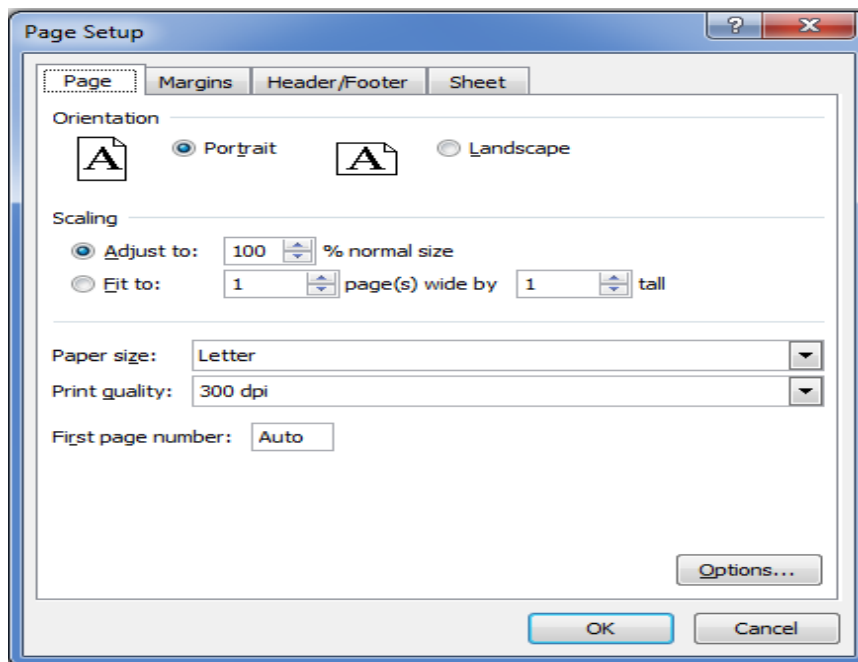 Page Setup ?
Page Margins Header/Footer Sheet
Orientation
A Portrait A Landscape
Scaling
Adjust to: 100 % normal size
Fit to: 1 page(s) wide by 1 tall
Paper size: Letter
Print quality: 300 dpi
First page number: Auto
Options...
OK Cancel